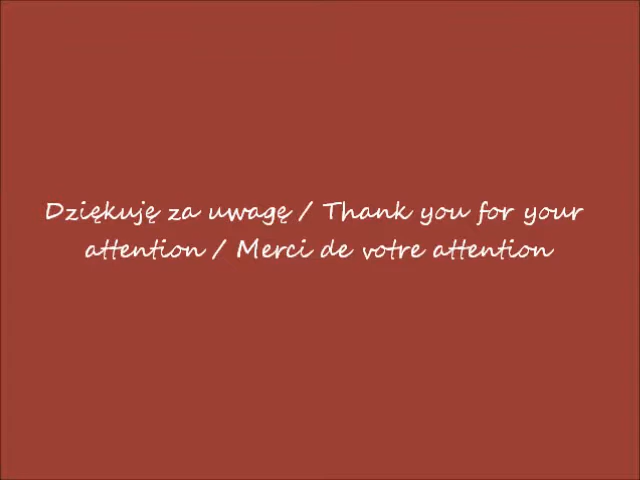 Dziękuję za uwagę / Thank you for your
attention / Merci de votre attention